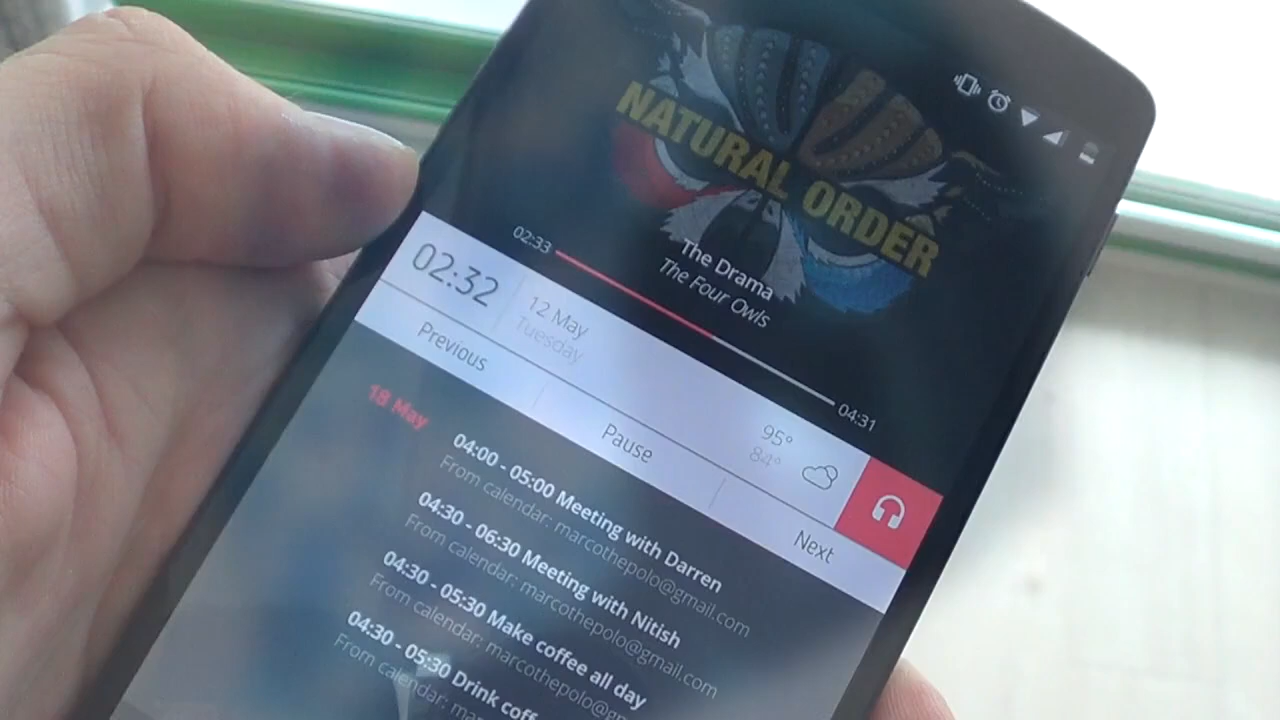 NATURAL ORDER
The Drama
The Four Owls
02:33
04:31
02:32
12 May
Tuesday
95°
84°
Previous
Pause
Next
18 May
04:00 - 05:00 Meeting with Darren
From calendar: marcothepolo@gmail.com
04:30 - 06:30 Meeting with Nitish
From calendar: marcothepolo@gmail.com
04:30 - 05:30 Make coffee all day
From calendar: marcothepolo@gmail.com
04:30 - 05:30 Drink coff
From calendar: mar